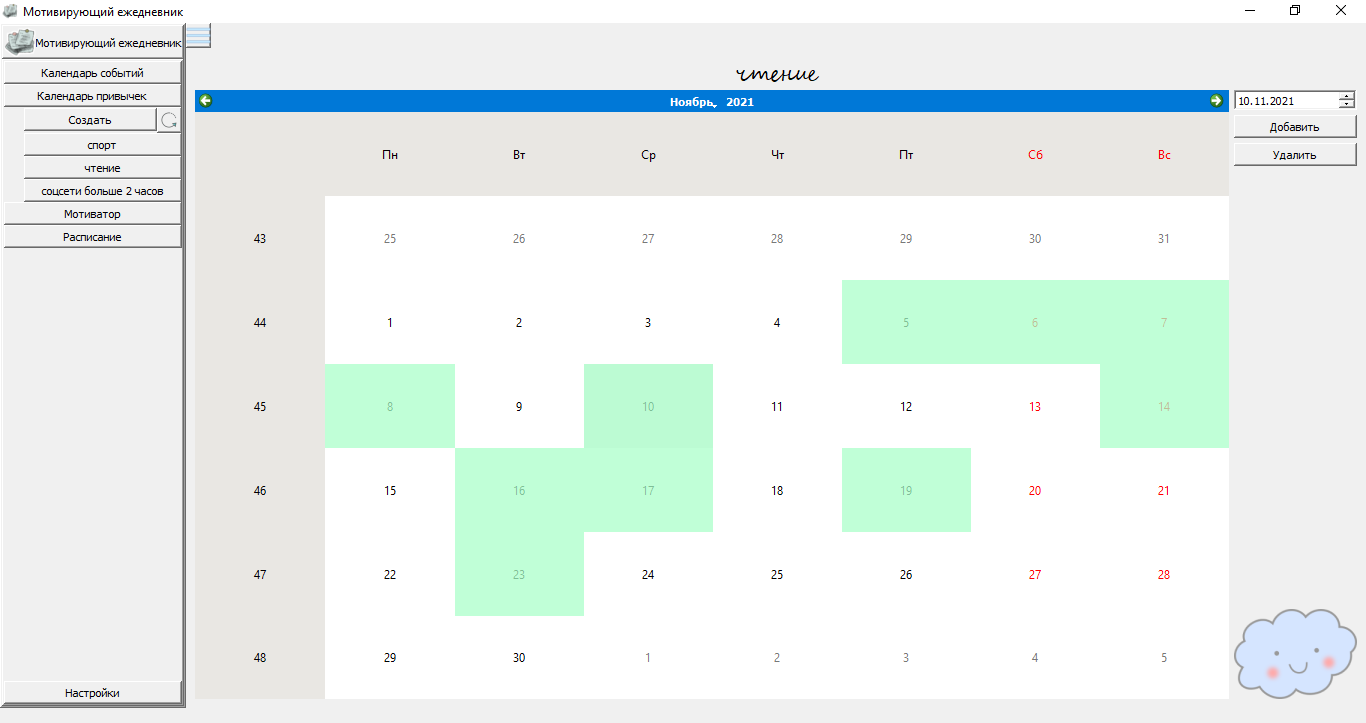 Мотивирующий ежедневник
Мотивирующий ежедневник
Календарь событий
Календарь привычек
Создать
спорт
чтение
соцсети больше 2 часов
Мотиватор
Расписание
Настройки
чтение
Ноябрь, 2021
Пн Вт Ср Чт Пт Сб Вс
43 25 26 27 28 29 30 31
44 1 2 3 4 5 6 7
45 8 9 10 11 12 13 14
46 15 16 17 18 19 20 21
47 22 23 24 25 26 27 28
48 29 30 1 2 3 4 5
10.11.2021
Добавить
Удалить